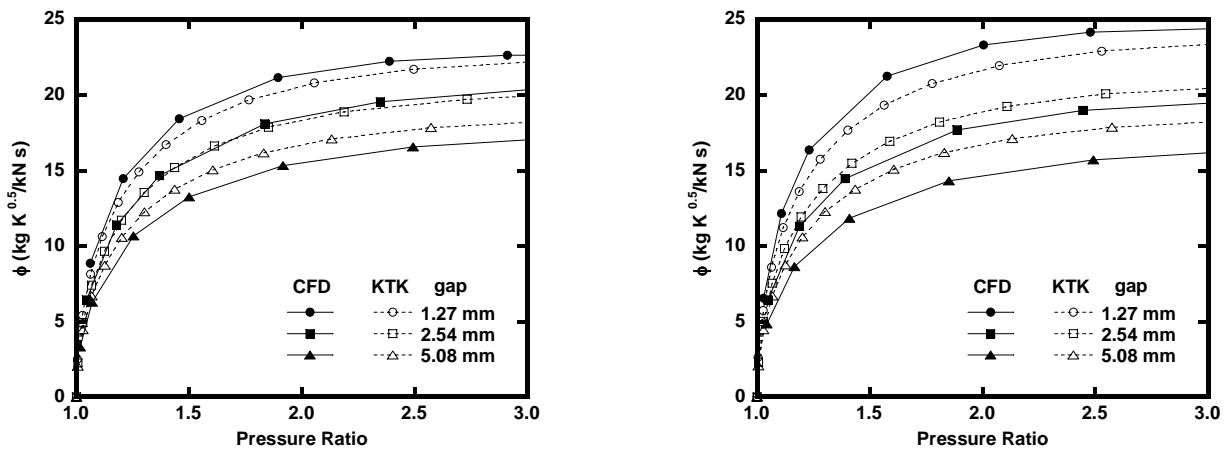 25
20
15
10
5
0
ϕ (kg K 0.5/kN s)
CFD KTK gap
1.27 mm
2.54 mm
5.08 mm
1.0 1.5 2.0 2.5 3.0
Pressure Ratio
25
20
15
10
5
0
ϕ (kg K 0.5/kN s)
CFD KTK gap
1.27 mm
2.54 mm
5.08 mm
1.0 1.5 2.0 2.5 3.0
Pressure Ratio